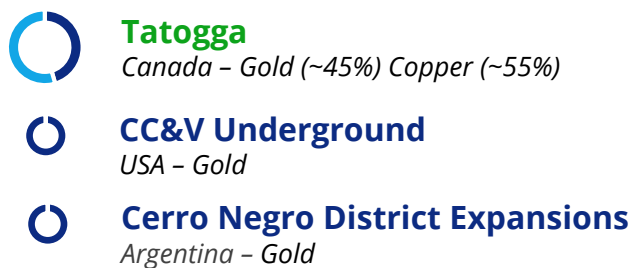 Tatogga
Canada – Gold (~45%) Copper (~55%)
CC&V Underground
USA – Gold
Cerro Negro District Expansions
Argentina – Gold